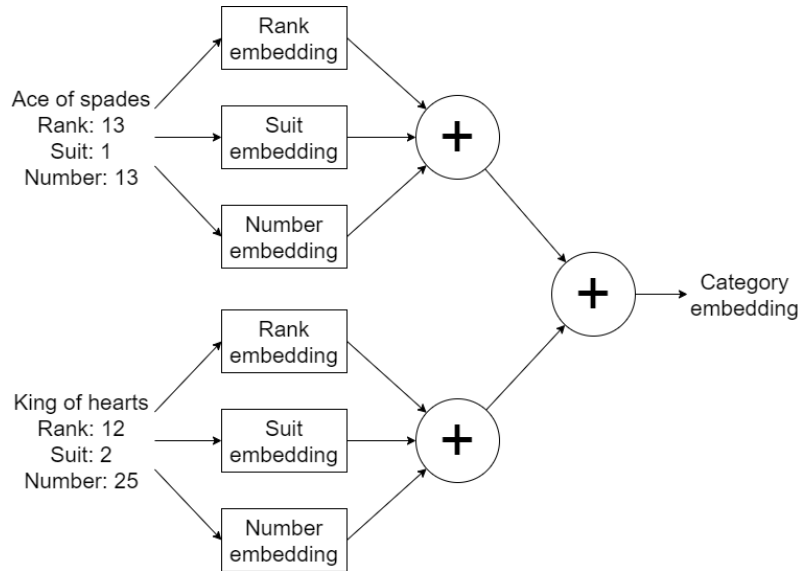 Rank
embedding
Ace of spades
Rank: 13
Suit: 1
Number: 13
Suit
embedding
+
Number
embedding
+
Category
embedding
Rank
embedding
King of hearts
Rank: 12
Suit: 2
Number: 25
Suit
embedding
+
Number
embedding